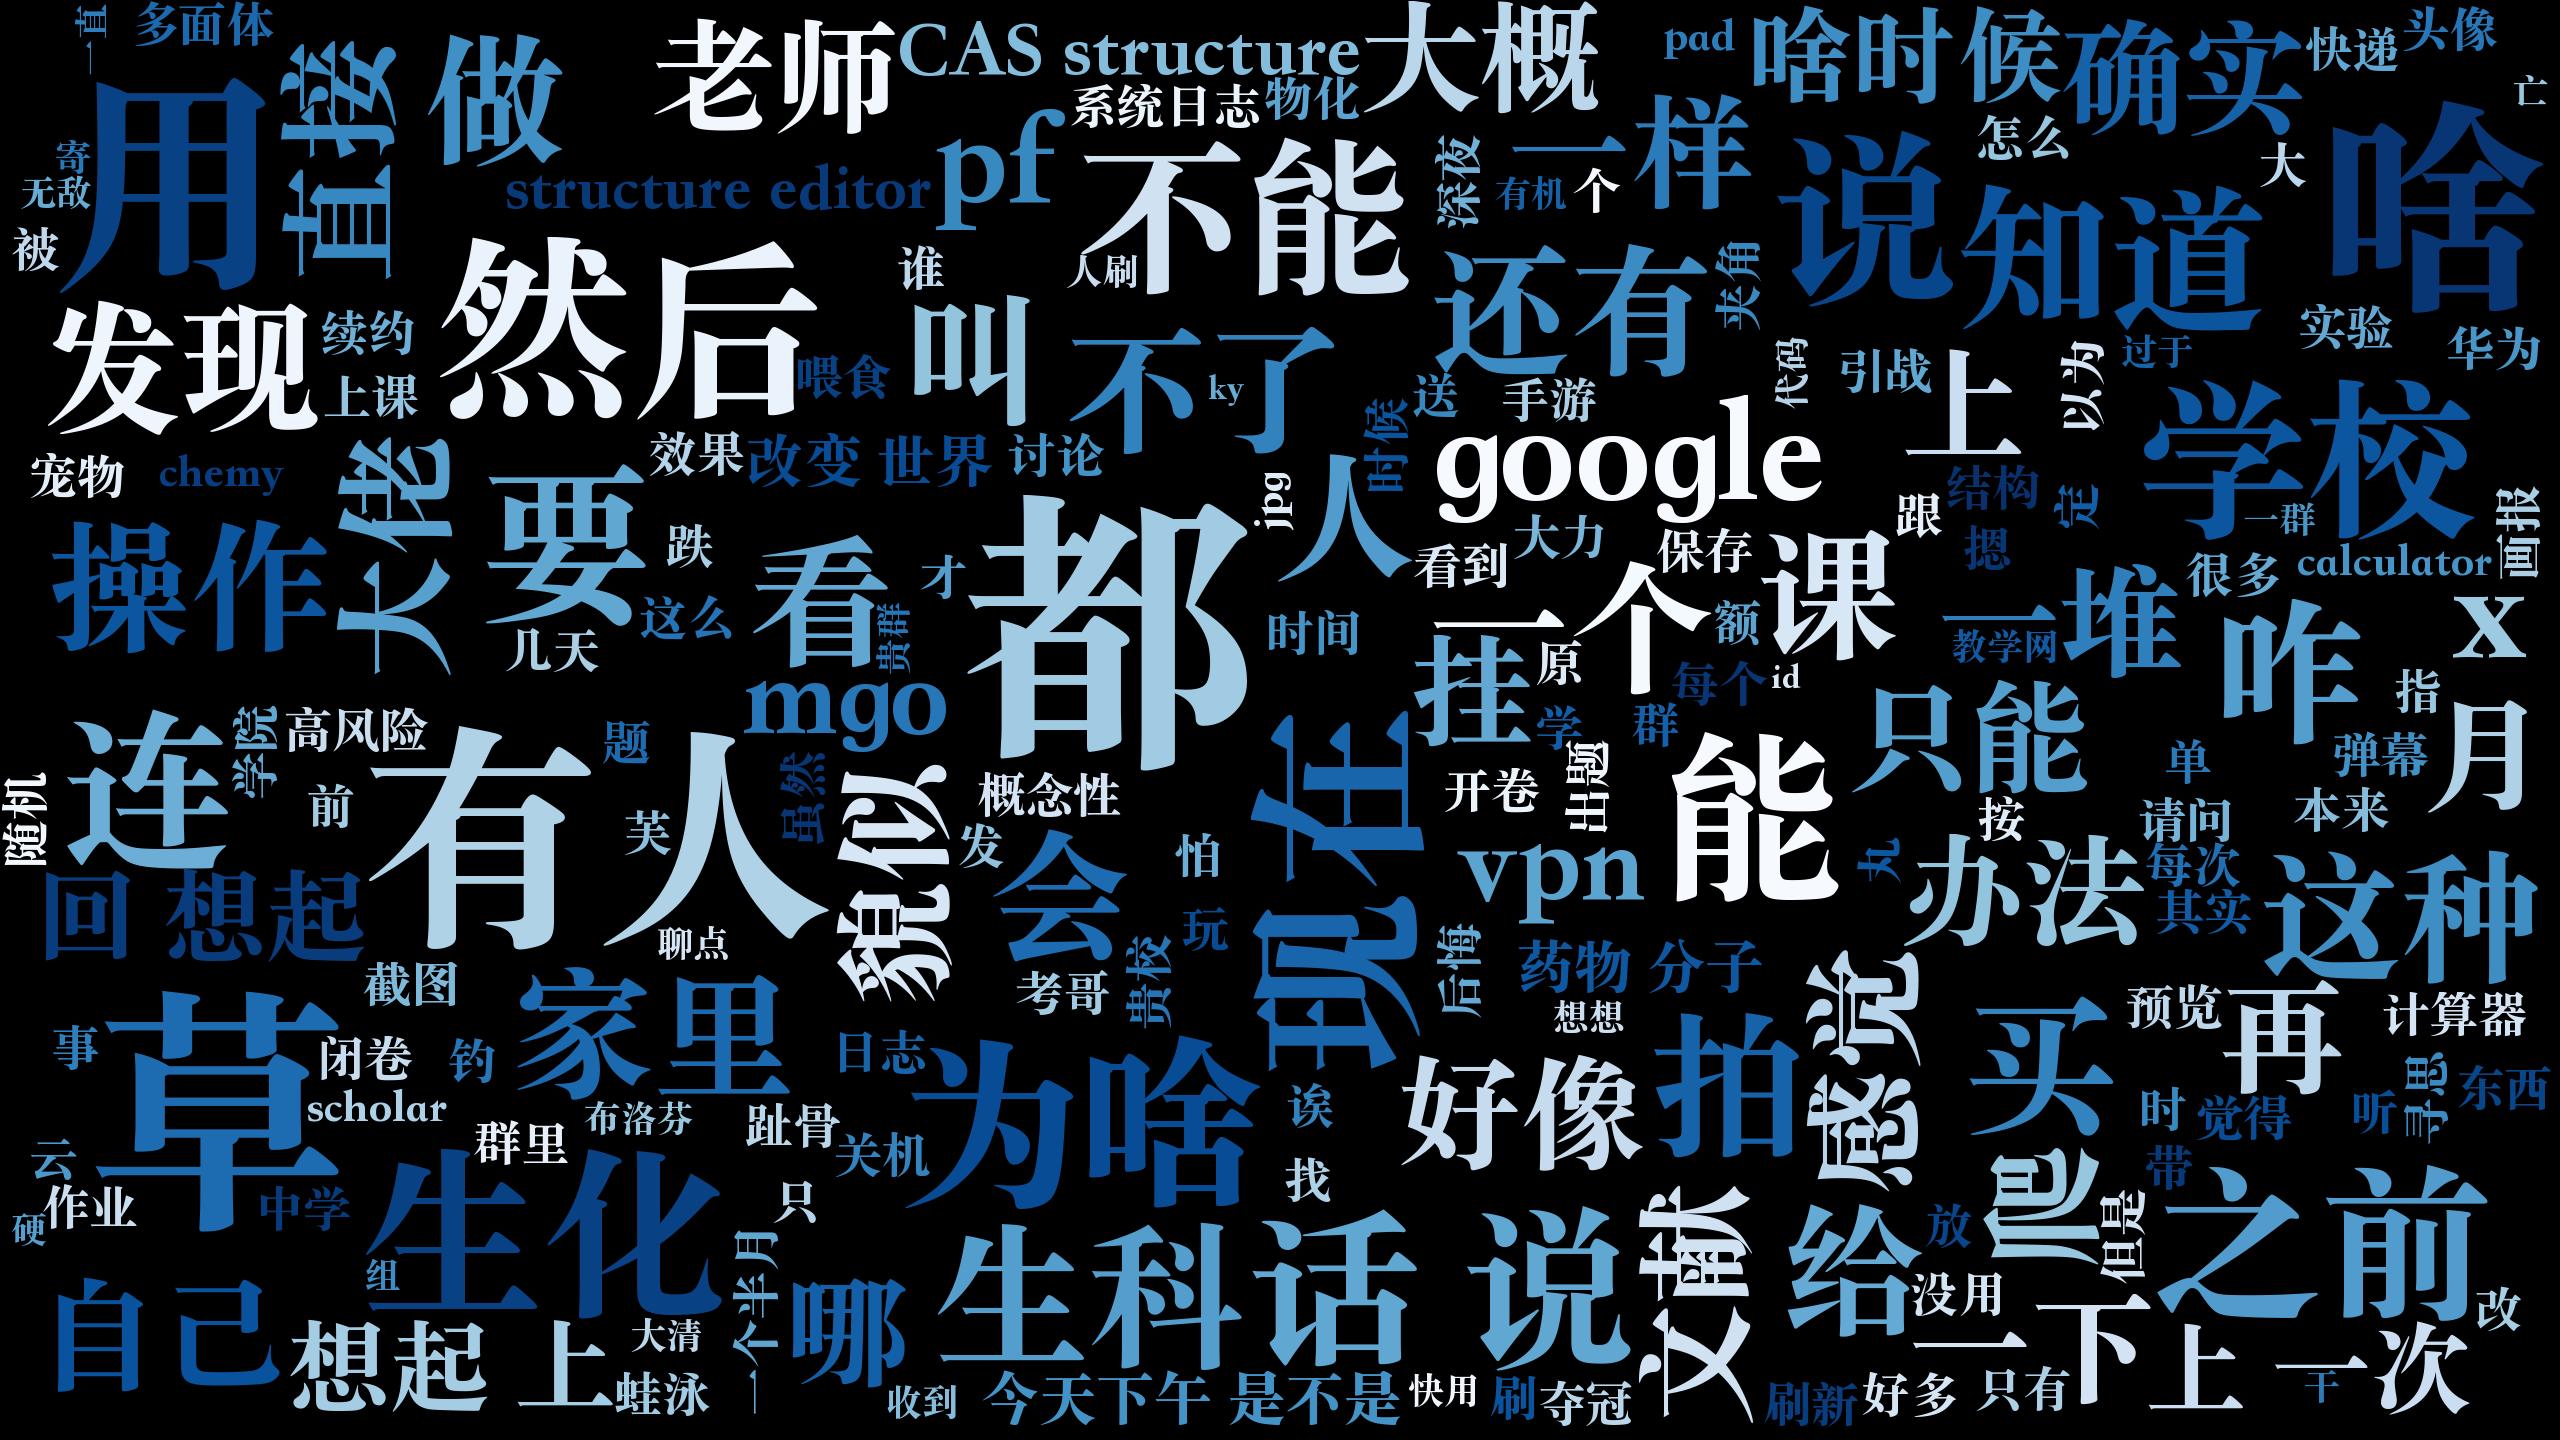 一直
多面体
老师
CAS structure
大概
pad
啥时候
确实
快递
头像
亡
用
直接
做
系统日志
物化
怎么
大
啥
寄
无敌
被
structure editor
pf
不能
深夜
有机
个
一样
说
知道
发现
续约
上课
然后
谁
人刷
叫
不了
ky
还有
夹角
代码
引战
上
以为
过于
实验
华为
喂食
送
手游
google
学校
一群
宠物
chemy
大佬
效果
改变 世界
讨论
时候
jpg
人
跟
结构
定
画报
操作
要
跌
看
才
都
看到
大力
保存
课
摁
很多
calculator
几天
这么
贵群
时间
一个
额
原
一堆
教学网
咋
x
mgo
挂
每个
id
指
连
学院
高风险
有人
题
虽然
貌似
概念性
现在
学
群
开卷
出题
能
只能
单
弹幕
月
随机
前
芙
发
会
怕
vpn
按
请问
本来
丸
办法
每次
其实
这种
回 想起
聊点
考哥
贵校
玩
后悔
药物 分子
想想
感觉
截图
家里
草
事
闭卷
钓
日志
为啥
诶
好像
拍
买
预览
再
计算器
寻思
东西
scholar
布洛芬
趾骨
群里
关机
找
爬
时
觉得
听
带
云
作业
硬
中学
生化
组
只
一个半月
生科
话说
文献
给
放
但是
之前
没用
改
自己
想起 上
大清
蛙泳
哪
收到
今天下午
是不是
快用
刷
夺冠
刷新
好多
只有
一下
上
一次
干